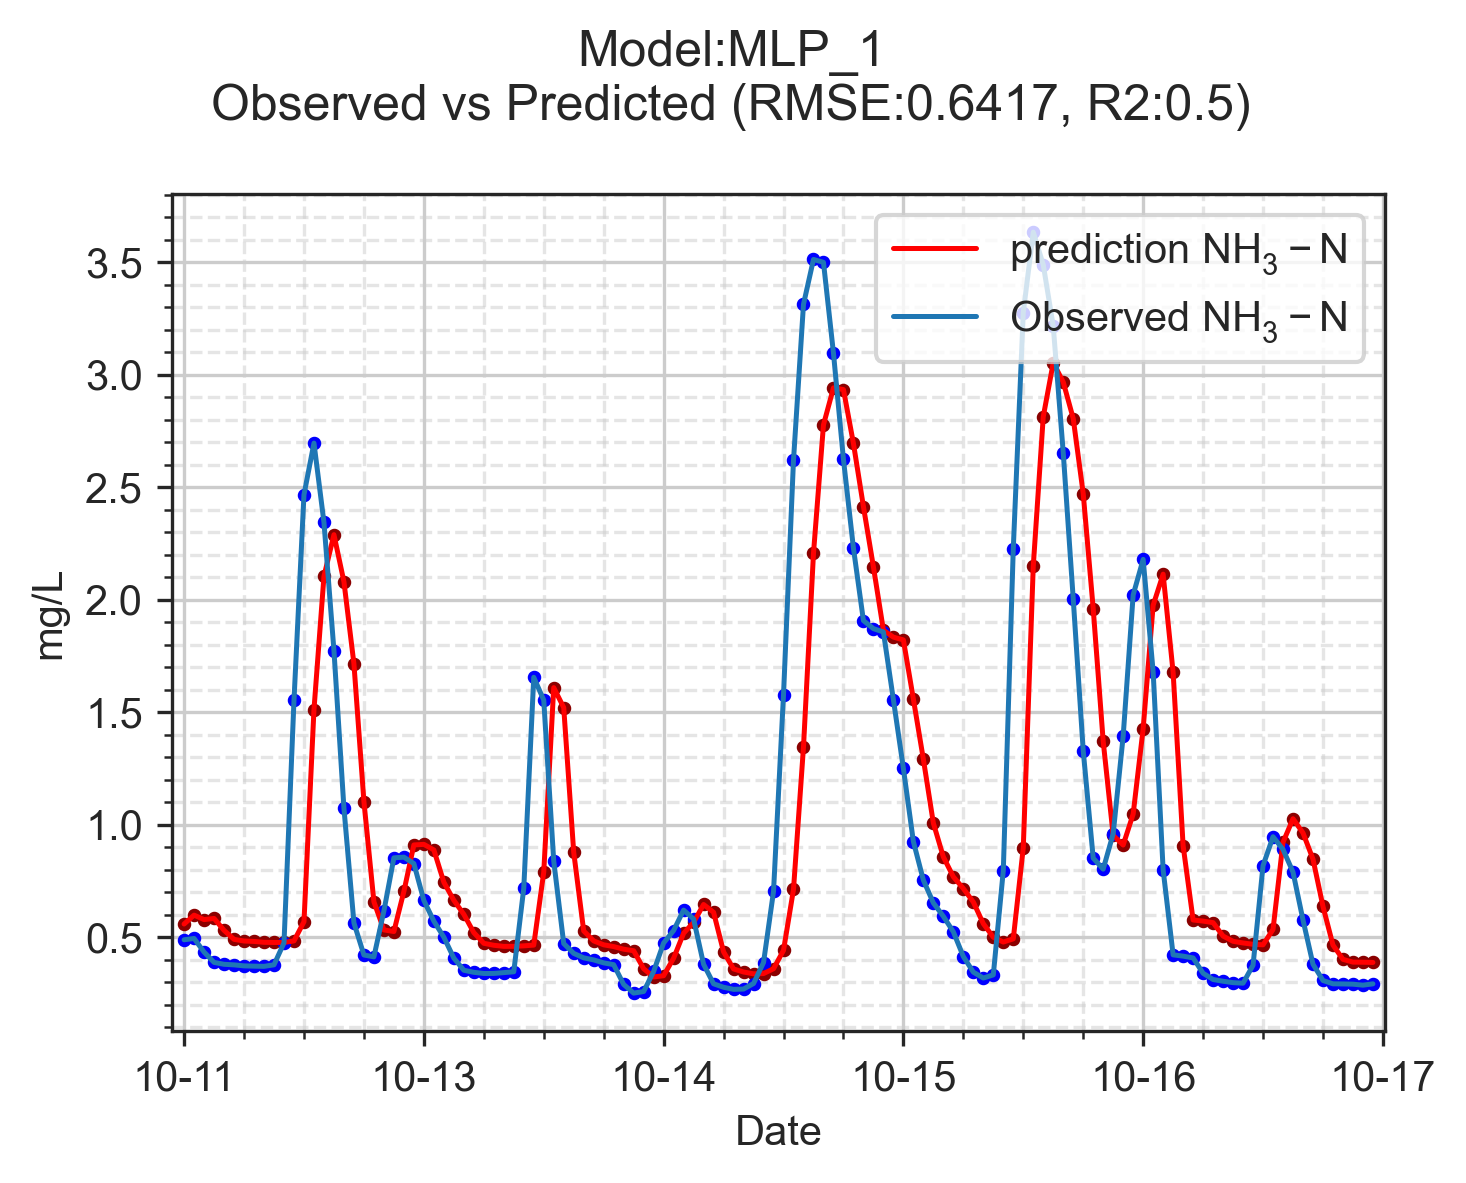 Model:MLP_1
Observed vs Predicted (RMSE:0.6417, R2:0.5)
prediction NH₃ − N
Observed NH₃ − N
3.5
3.0
2.5
2.0
1.5
1.0
0.5
mg/L
10-11 10-13 10-14 10-15 10-16 10-17
Date